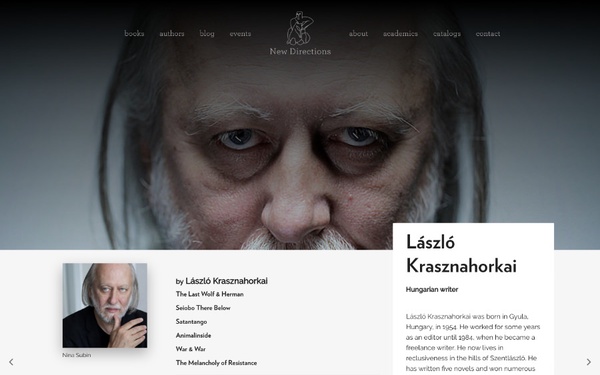 books authors blog events
New Directions
about academics catalogs contact
László
Krasznahorkai
Hungarian writer
László Krasznahorkai was born in Gyula,
Hungary, in 1954. He worked for some years
as an editor until 1984, when he became a
freelance writer. He now lives in
reclusiveness in the hills of Szentlászló. He
has written five novels and won numerous
Nina Subin
by László Krasznahorkai
The Last Wolf & Herman
Seiobo There Below
Satantango
Animalinside
War & War
The Melancholy of Resistance